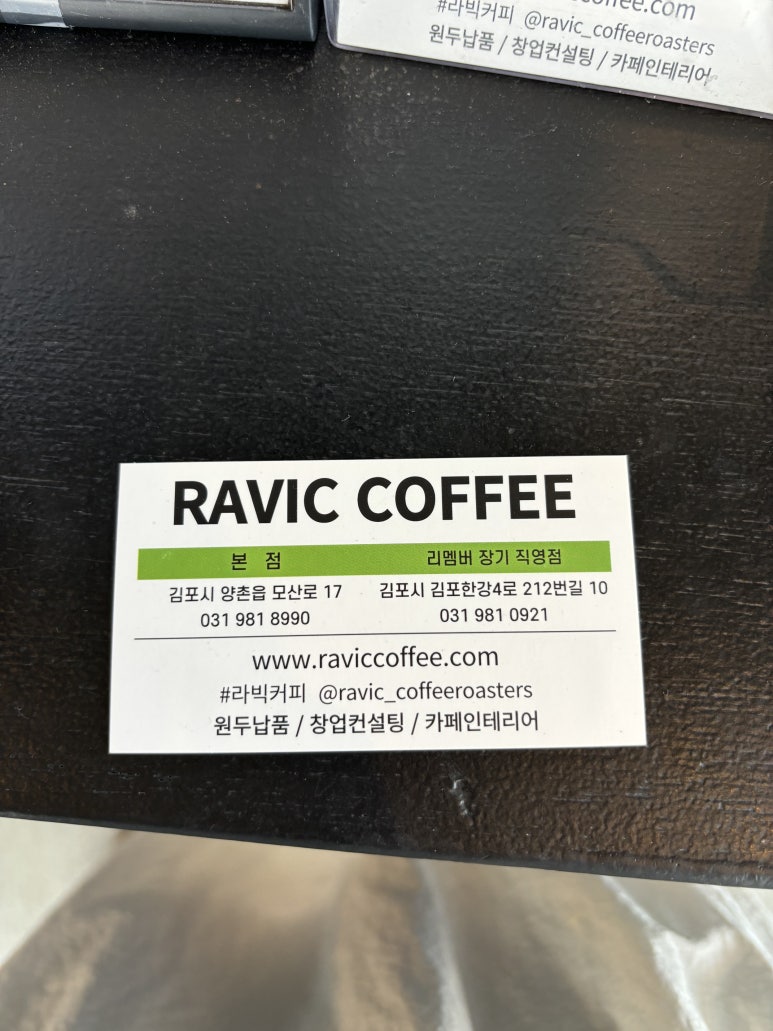 coffee.com
#라빅커피 @ravic_coffeeroasters
원두납품 / 창업컨설팅 / 카페인테리어
RAVIC COFFEE
본 점 리멤버 장기 직영점
김포시 양촌읍 모산로 17 김포시 김포한강4로 212번길 10
031 981 8990 031 981 0921
www.raviccoffee.com
#라빅커피 @ravic_coffeeroasters
원두납품 / 창업컨설팅 / 카페인테리어